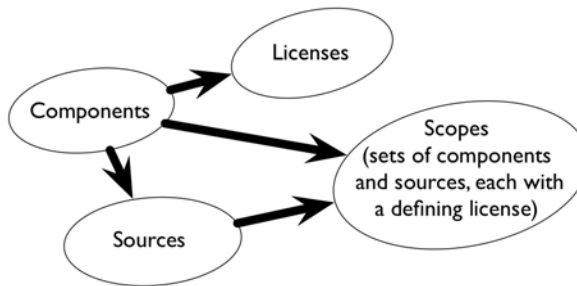 Licenses
Components
Scopes
(sets of components
and sources, each with
a defining license)
Sources